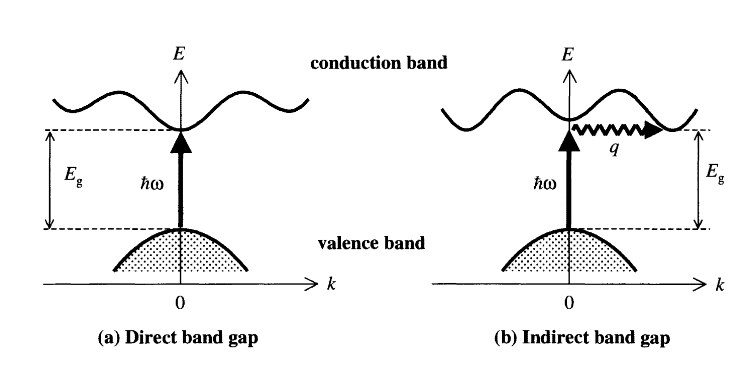 E
conduction band
E
E_g
ħω
q
ħω
E_g
valence band
k
k
0
0
(a) Direct band gap
(b) Indirect band gap